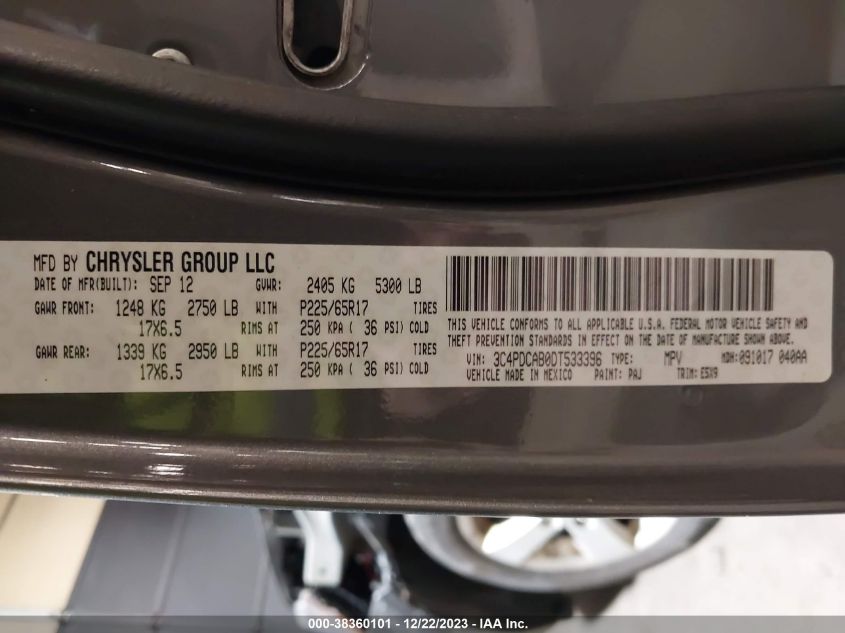 MFD BY CHRYSLER GROUP LLC
DATE OF MFR(BUILT): SEP 12 GVWR: 2405 KG 5300 LB
GAWR FRONT: 1248 KG 2750 LB WITH P225/65R17 TIRES
17X6.5 RIMS AT 250 KPA ( 36 PSI) COLD
GAWR REAR: 1339 KG 2950 LB WITH P225/65R17 TIRES
17X6.5 RIMS AT 250 KPA ( 36 PSI) COLD
THIS VEHICLE CONFORMS TO ALL APPLICABLE U.S.A. FEDERAL MOTOR VEHICLE SAFETY AND
THEFT PREVENTION STANDARDS IN EFFECT ON THE DATE OF MANUFACTURE SHOWN ABOVE.
VIN: 3C4PDCAB0DT533396 TYPE: MPV MDH: 091017 040AA
VEHICLE MADE IN MEXICO PAINT: PAJ TRIM: E5X9
000-38360101 - 12/22/2023 - IAA Inc.